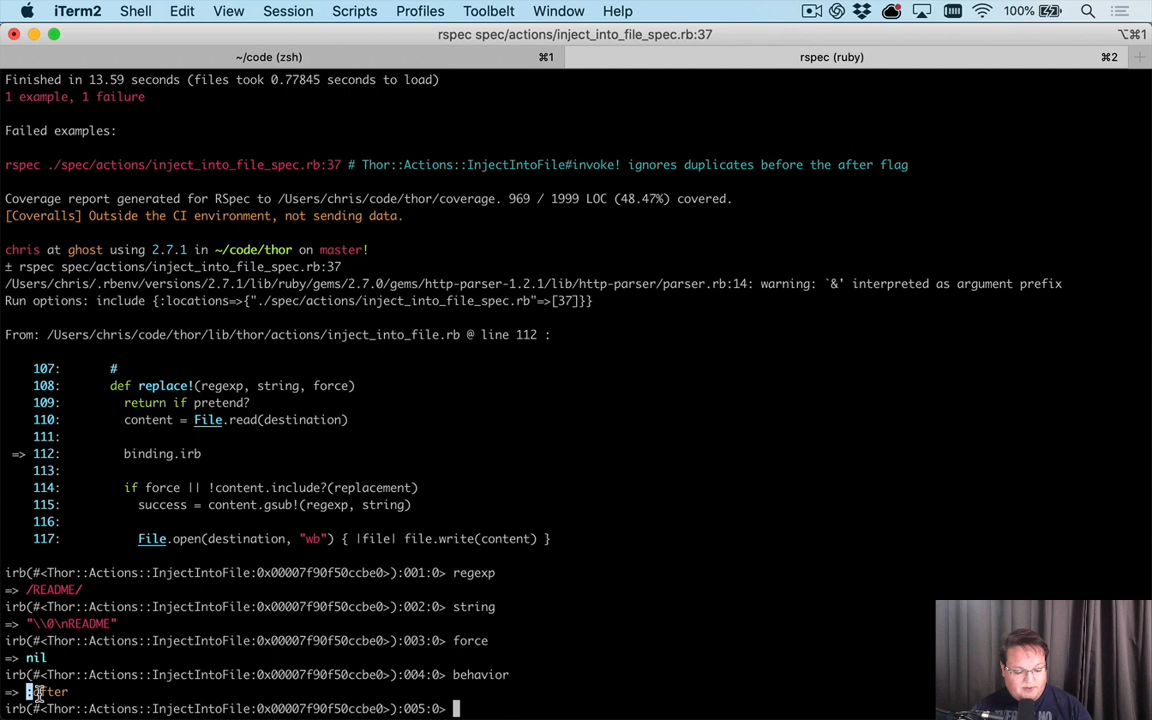 iTerm2 Shell Edit View Session Scripts Profiles Toolbelt Window Help 100%
rspec spec/actions/inject_into_file_spec.rb:37 ⌥⌘1
~/code (zsh) ⌘1 rspec (ruby) ⌘2
Finished in 13.59 seconds (files took 0.77845 seconds to load)
1 example, 1 failure
Failed examples:
rspec ./spec/actions/inject_into_file_spec.rb:37 # Thor::Actions::InjectIntoFile#invoke! ignores duplicates before the after flag
Coverage report generated for RSpec to /Users/chris/code/thor/coverage. 969 / 1999 LOC (48.47%) covered.
[Coveralls] Outside the CI environment, not sending data.
chris at ghost using 2.7.1 in ~/code/thor on master!
± rspec spec/actions/inject_into_file_spec.rb:37
/Users/chris/.rbenv/versions/2.7.1/lib/ruby/gems/2.7.0/gems/http-parser-1.2.1/lib/http-parser/parser.rb:14: warning: `&' interpreted as argument prefix
Run options: include {:locations=>{"./spec/actions/inject_into_file_spec.rb"=>[37]}}
From: /Users/chris/code/thor/lib/thor/actions/inject_into_file.rb @ line 112 :
107: #
108: def replace!(regexp, string, force)
109: return if pretend?
110: content = File.read(destination)
111:
=> 112: binding.irb
113:
114: if force || !content.include?(replacement)
115: success = content.gsub!(regexp, string)
116:
117: File.open(destination, "wb") { |file| file.write(content) }
irb(#<Thor::Actions::InjectIntoFile:0x00007f90f50ccbe0>):001:0> regexp
=> /README/
irb(#<Thor::Actions::InjectIntoFile:0x00007f90f50ccbe0>):002:0> string
=> "\\0\nREADME"
irb(#<Thor::Actions::InjectIntoFile:0x00007f90f50ccbe0>):003:0> force
=> nil
irb(#<Thor::Actions::InjectIntoFile:0x00007f90f50ccbe0>):004:0> behavior
=> :after
irb(#<Thor::Actions::InjectIntoFile:0x00007f90f50ccbe0>):005:0>